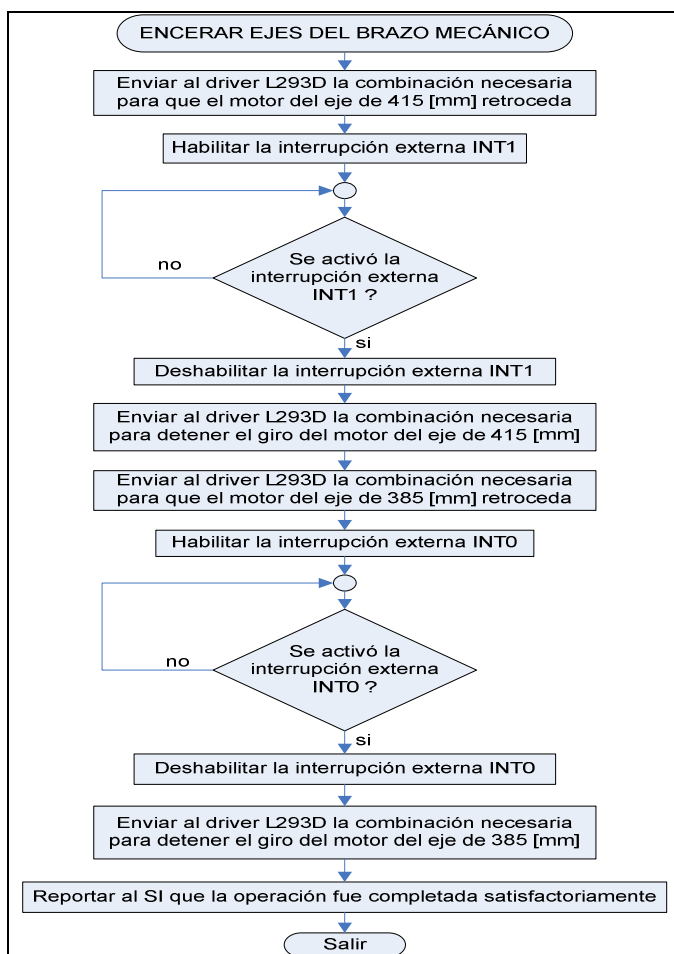 ENCERAR EJES DEL BRAZO MECÁNICO
Enviar al driver L293D la combinación necesaria
para que el motor del eje de 415 [mm] retroceda
Habilitar la interrupción externa INT1
Se activó la
interrupción externa
INT1 ?
no
si
Deshabilitar la interrupción externa INT1
Enviar al driver L293D la combinación necesaria
para detener el giro del motor del eje de 415 [mm]
Enviar al driver L293D la combinación necesaria
para que el motor del eje de 385 [mm] retroceda
Habilitar la interrupción externa INT0
Se activó la
interrupción externa
INT0 ?
no
si
Deshabilitar la interrupción externa INT0
Enviar al driver L293D la combinación necesaria
para detener el giro del motor del eje de 385 [mm]
Reportar al SI que la operación fue completada satisfactoriamente
Salir